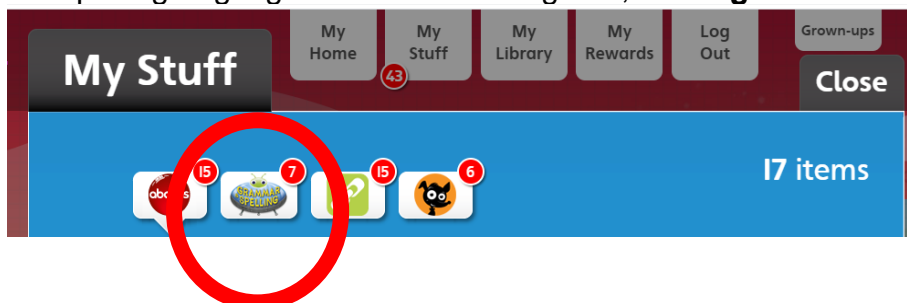 My Home
My Stuff
43
My Library
My Rewards
Log Out
Grown-ups
My Stuff
Close
15
7
15
6
GRAMMAR
SPELLING
17 items